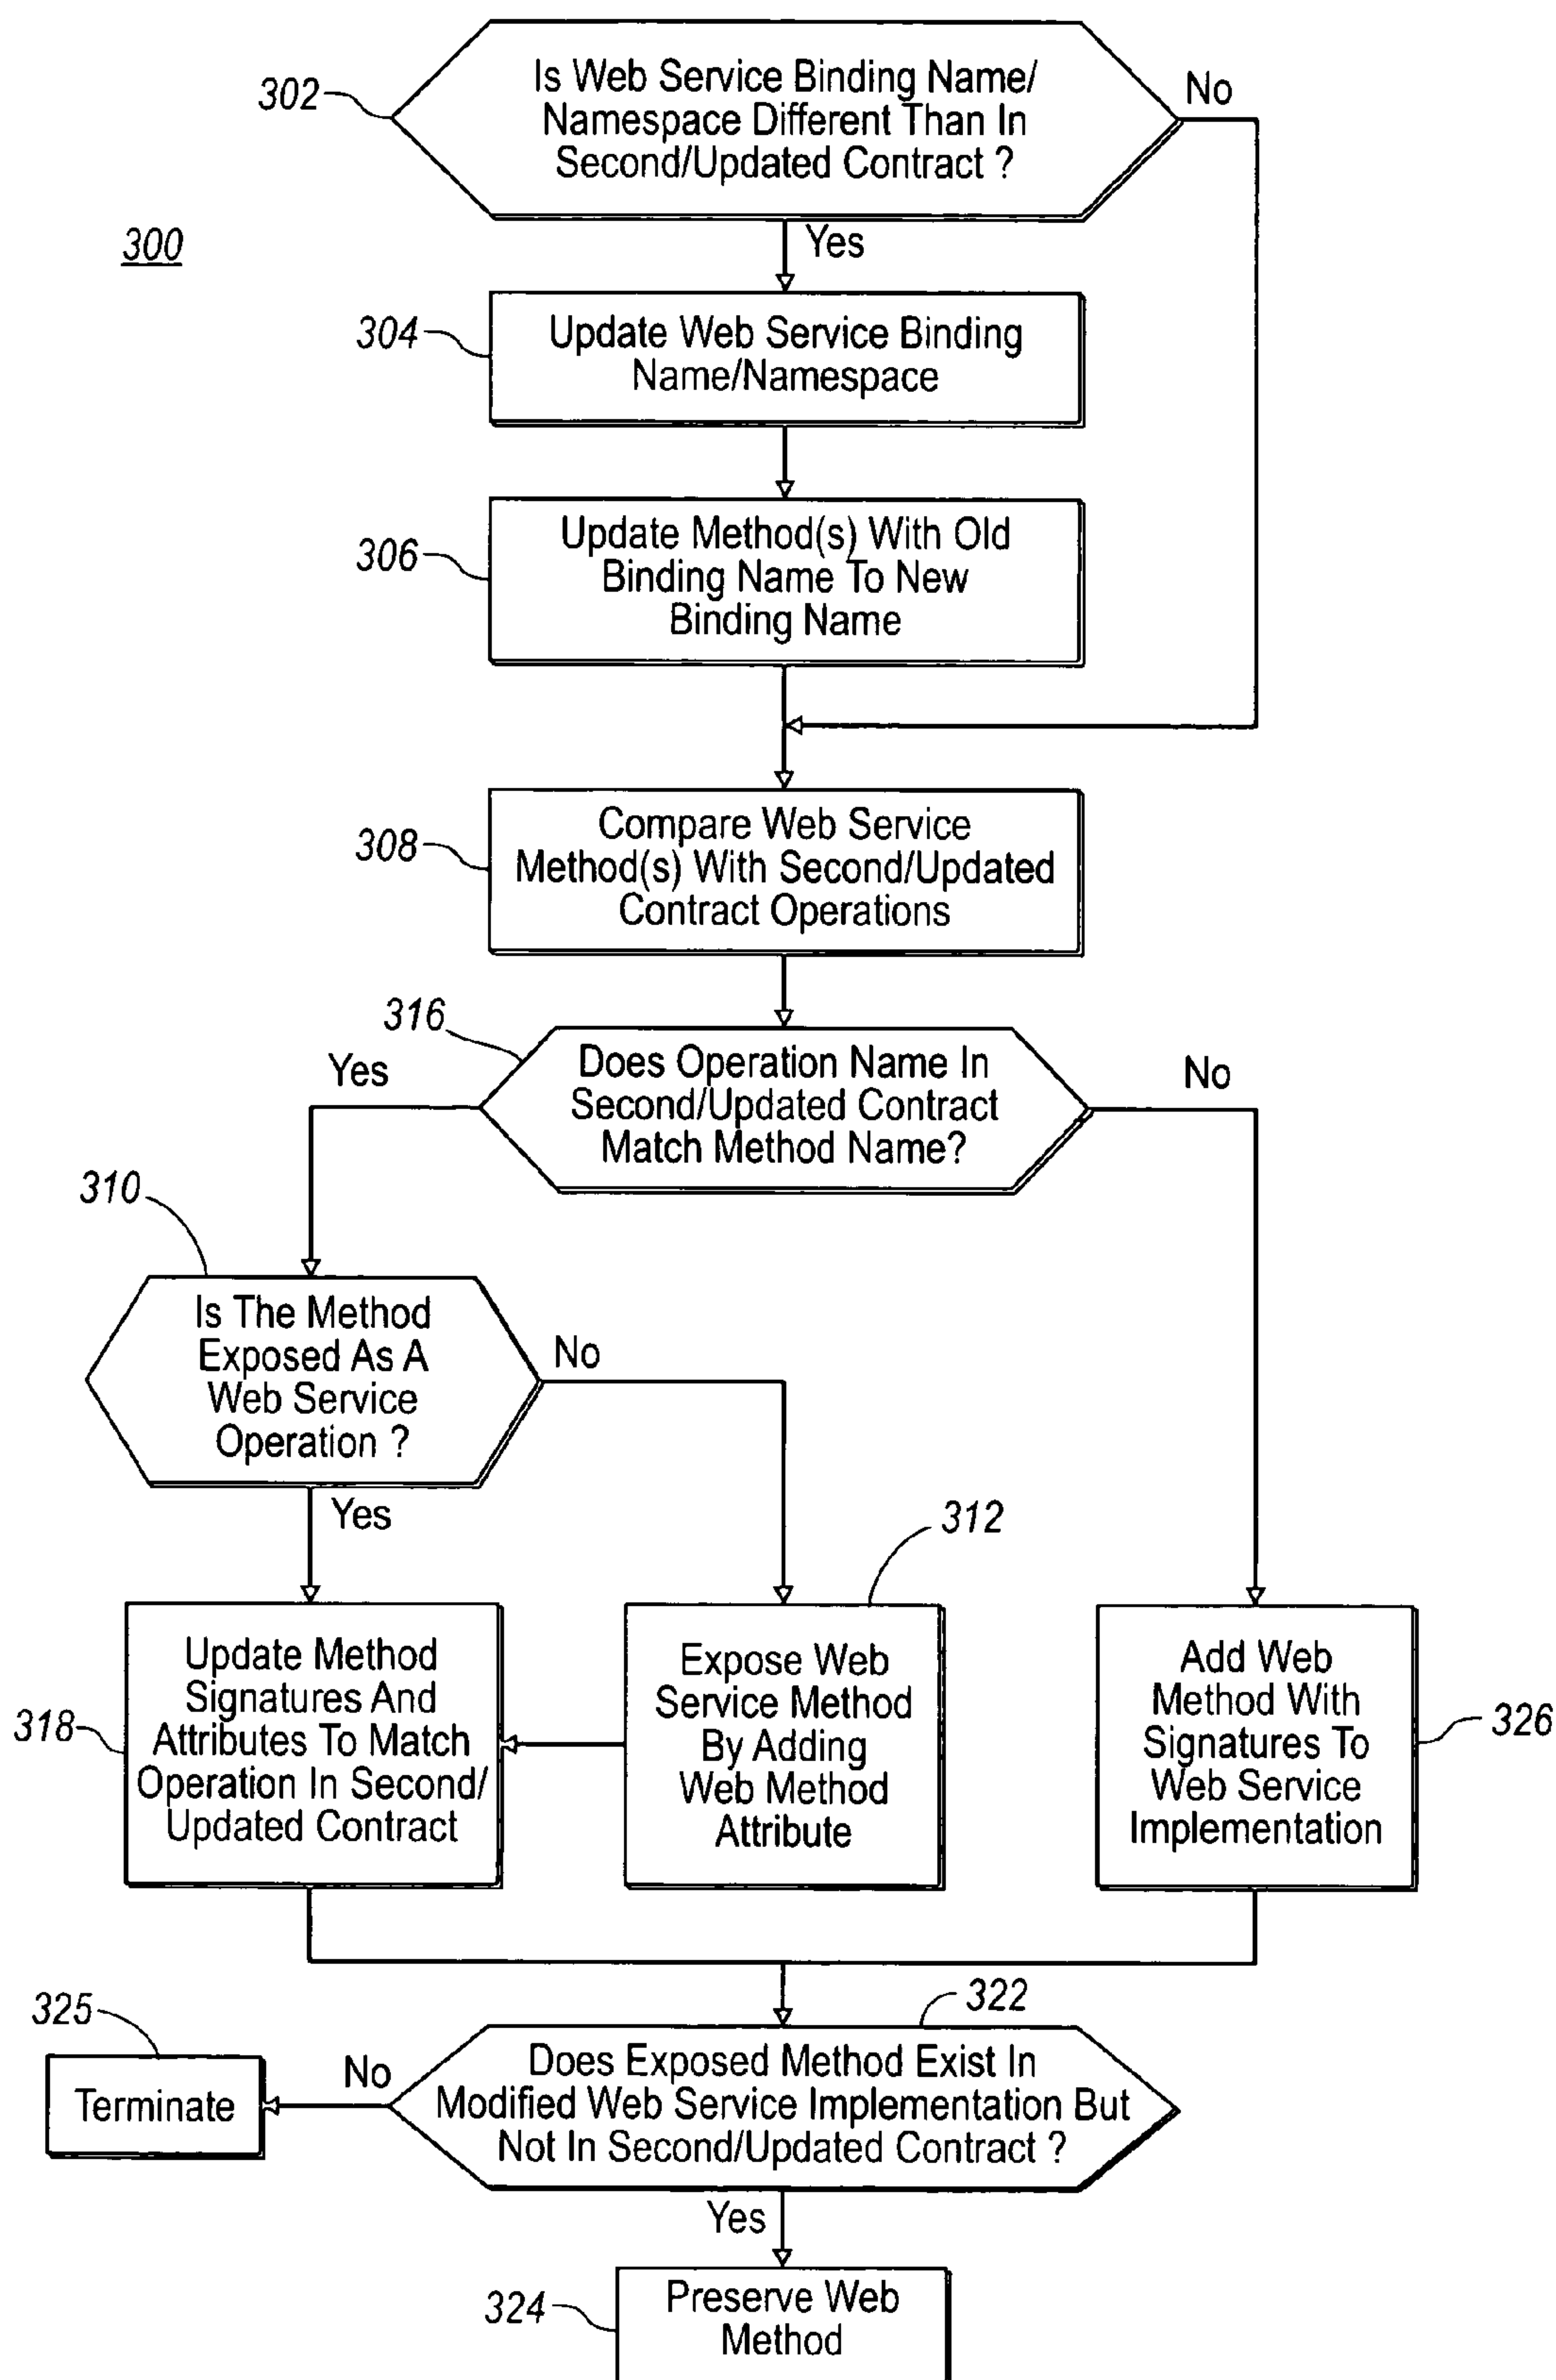 302
Is Web Service Binding Name/
Namespace Different Than In
Second/Updated Contract ?
No
300
Yes
304
Update Web Service Binding
Name/Namespace
306
Update Method(s) With Old
Binding Name To New
Binding Name
308
Compare Web Service
Method(s) With Second/Updated
Contract Operations
316
Yes
Does Operation Name In
Second/Updated Contract
Match Method Name?
No
310
Is The Method
Exposed As A
Web Service
Operation ?
No
Yes
312
318
Update Method
Signatures And
Attributes To Match
Operation In Second/
Updated Contract
Expose Web
Service Method
By Adding
Web Method
Attribute
Add Web
Method With
Signatures To
Web Service
Implementation
326
322
325
Terminate
No
Does Exposed Method Exist In
Modified Web Service Implementation But
Not In Second/Updated Contract ?
Yes
324
Preserve Web
Method